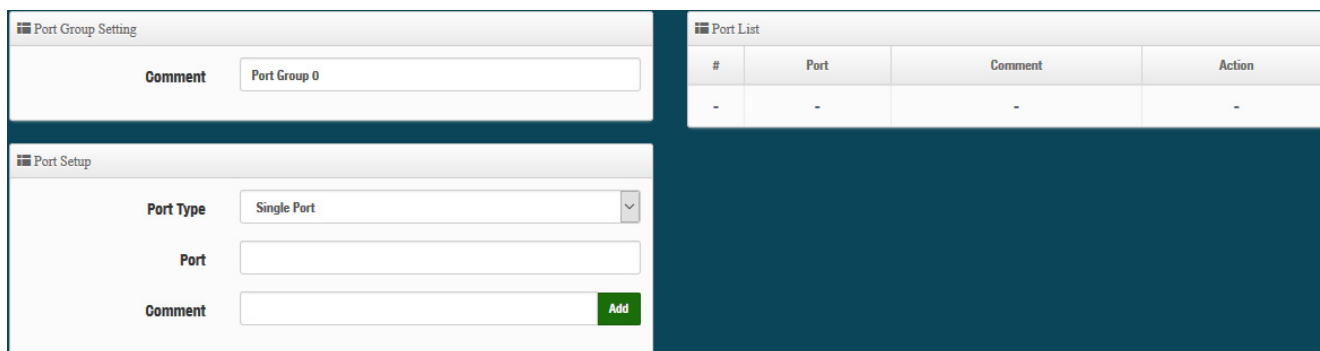 Port Group Setting
Comment Port Group 0
Port Setup
Port Type Single Port
Port
Comment Add
Port List
# Port Comment Action
- - - -